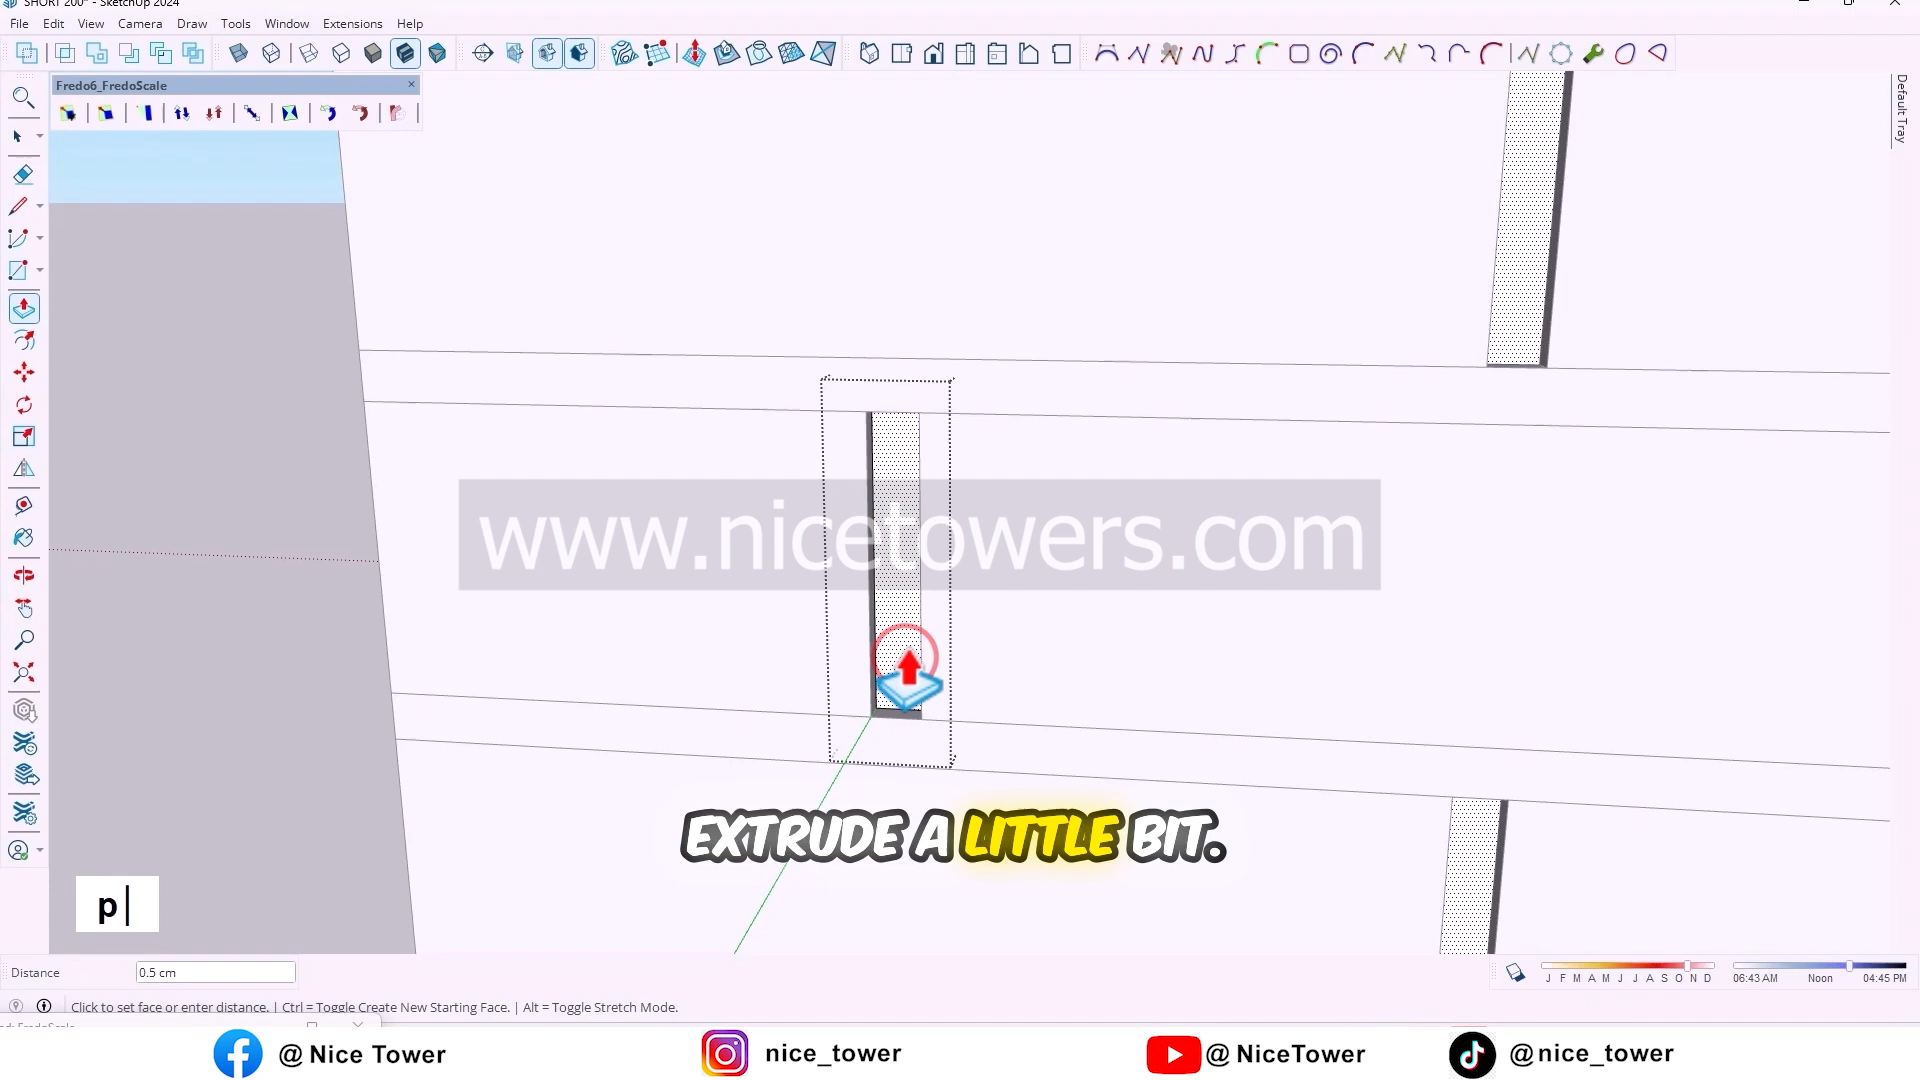 SHORT 200* - SketchUp 2024
File Edit View Camera Draw Tools Window Extensions Help
Fredo6_FredoScale
Default Tray
www.nicetowers.com
EXTRUDE A LITTLE BIT.
p
Distance 0.5 cm
J F M A M J J A S O N D 06:43 AM Noon 04:45 PM
Click to set face or enter distance. | Ctrl = Toggle Create New Starting Face. | Alt = Toggle Stretch Mode.
@ Nice Tower nice_tower @ NiceTower @nice_tower